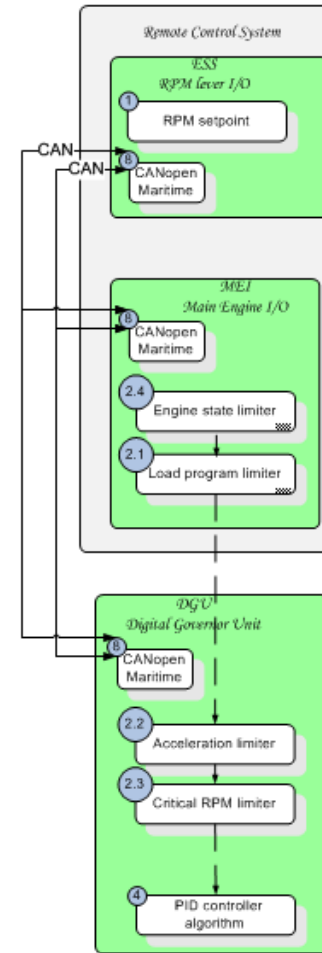 Remote Control System
ESS
RPM lever I/O
1
RPM setpoint
CAN
8
CAN
CANopen
Maritime
MEI
Main Engine I/O
8
CANopen
Maritime
2.4
Engine state limiter
2.1
Load program limiter
DGU
Digital Governor Unit
8
CANopen
Maritime
2.2
Acceleration limiter
2.3
Critical RPM limiter
4
PID controller
algorithm